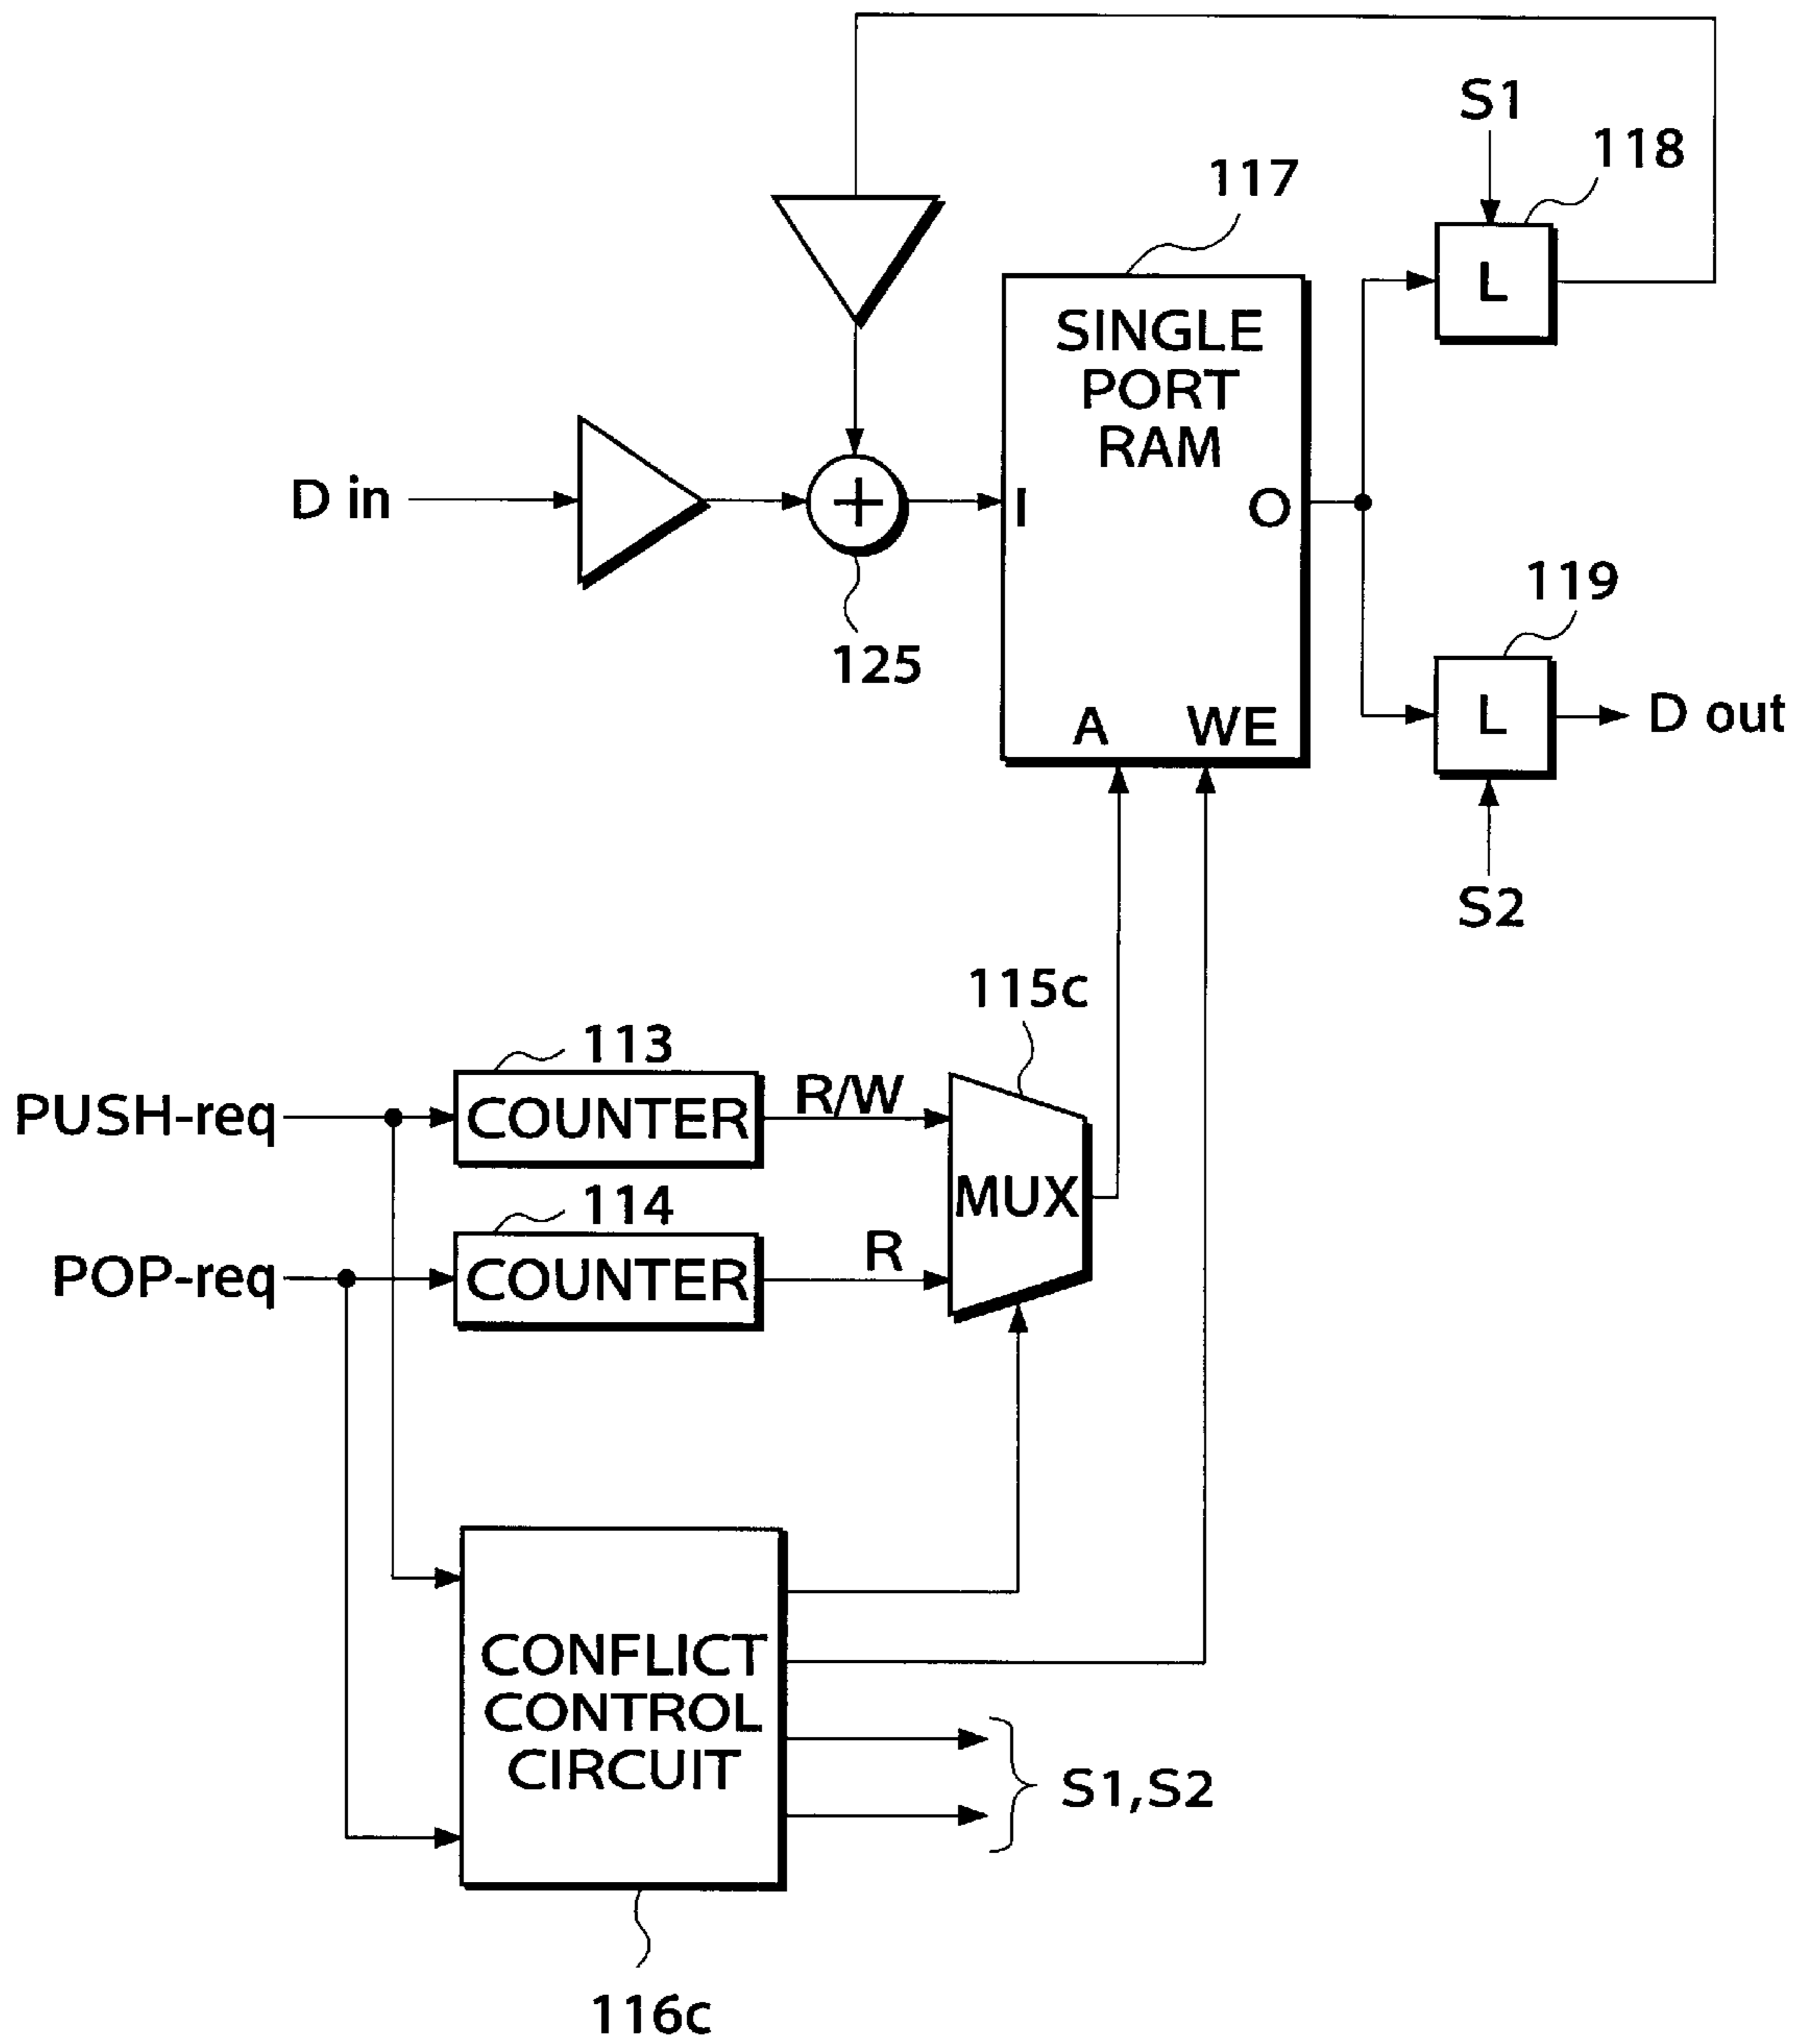 S1
118
117
L
SINGLE
PORT
RAM
D in
+
I
O
125
119
A
WE
L
D out
S2
115c
113
PUSH-req
COUNTER
R/W
MUX
114
POP-req
COUNTER
R
CONFLICT
CONTROL
CIRCUIT
S1,S2
116c